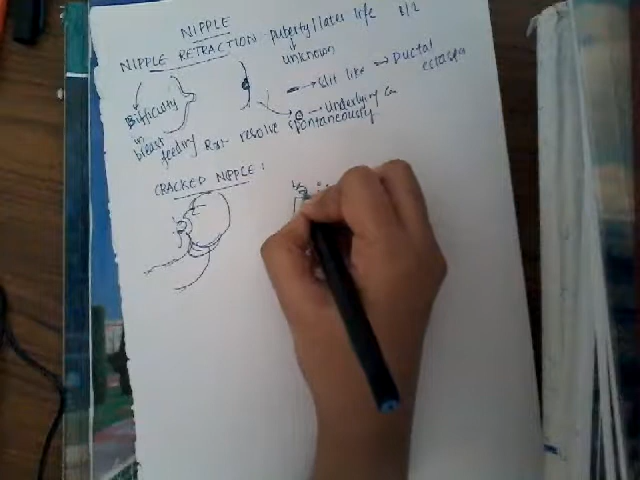 NIPPLE
NIPPLE RETRACTION - puberty/later life
unknown
Difficulty
in
breast
feeding
→ slit like → Ductal
ectasia
→ Underlying Ca
Rx:- resolve spontaneously
CRACKED NIPPLE :